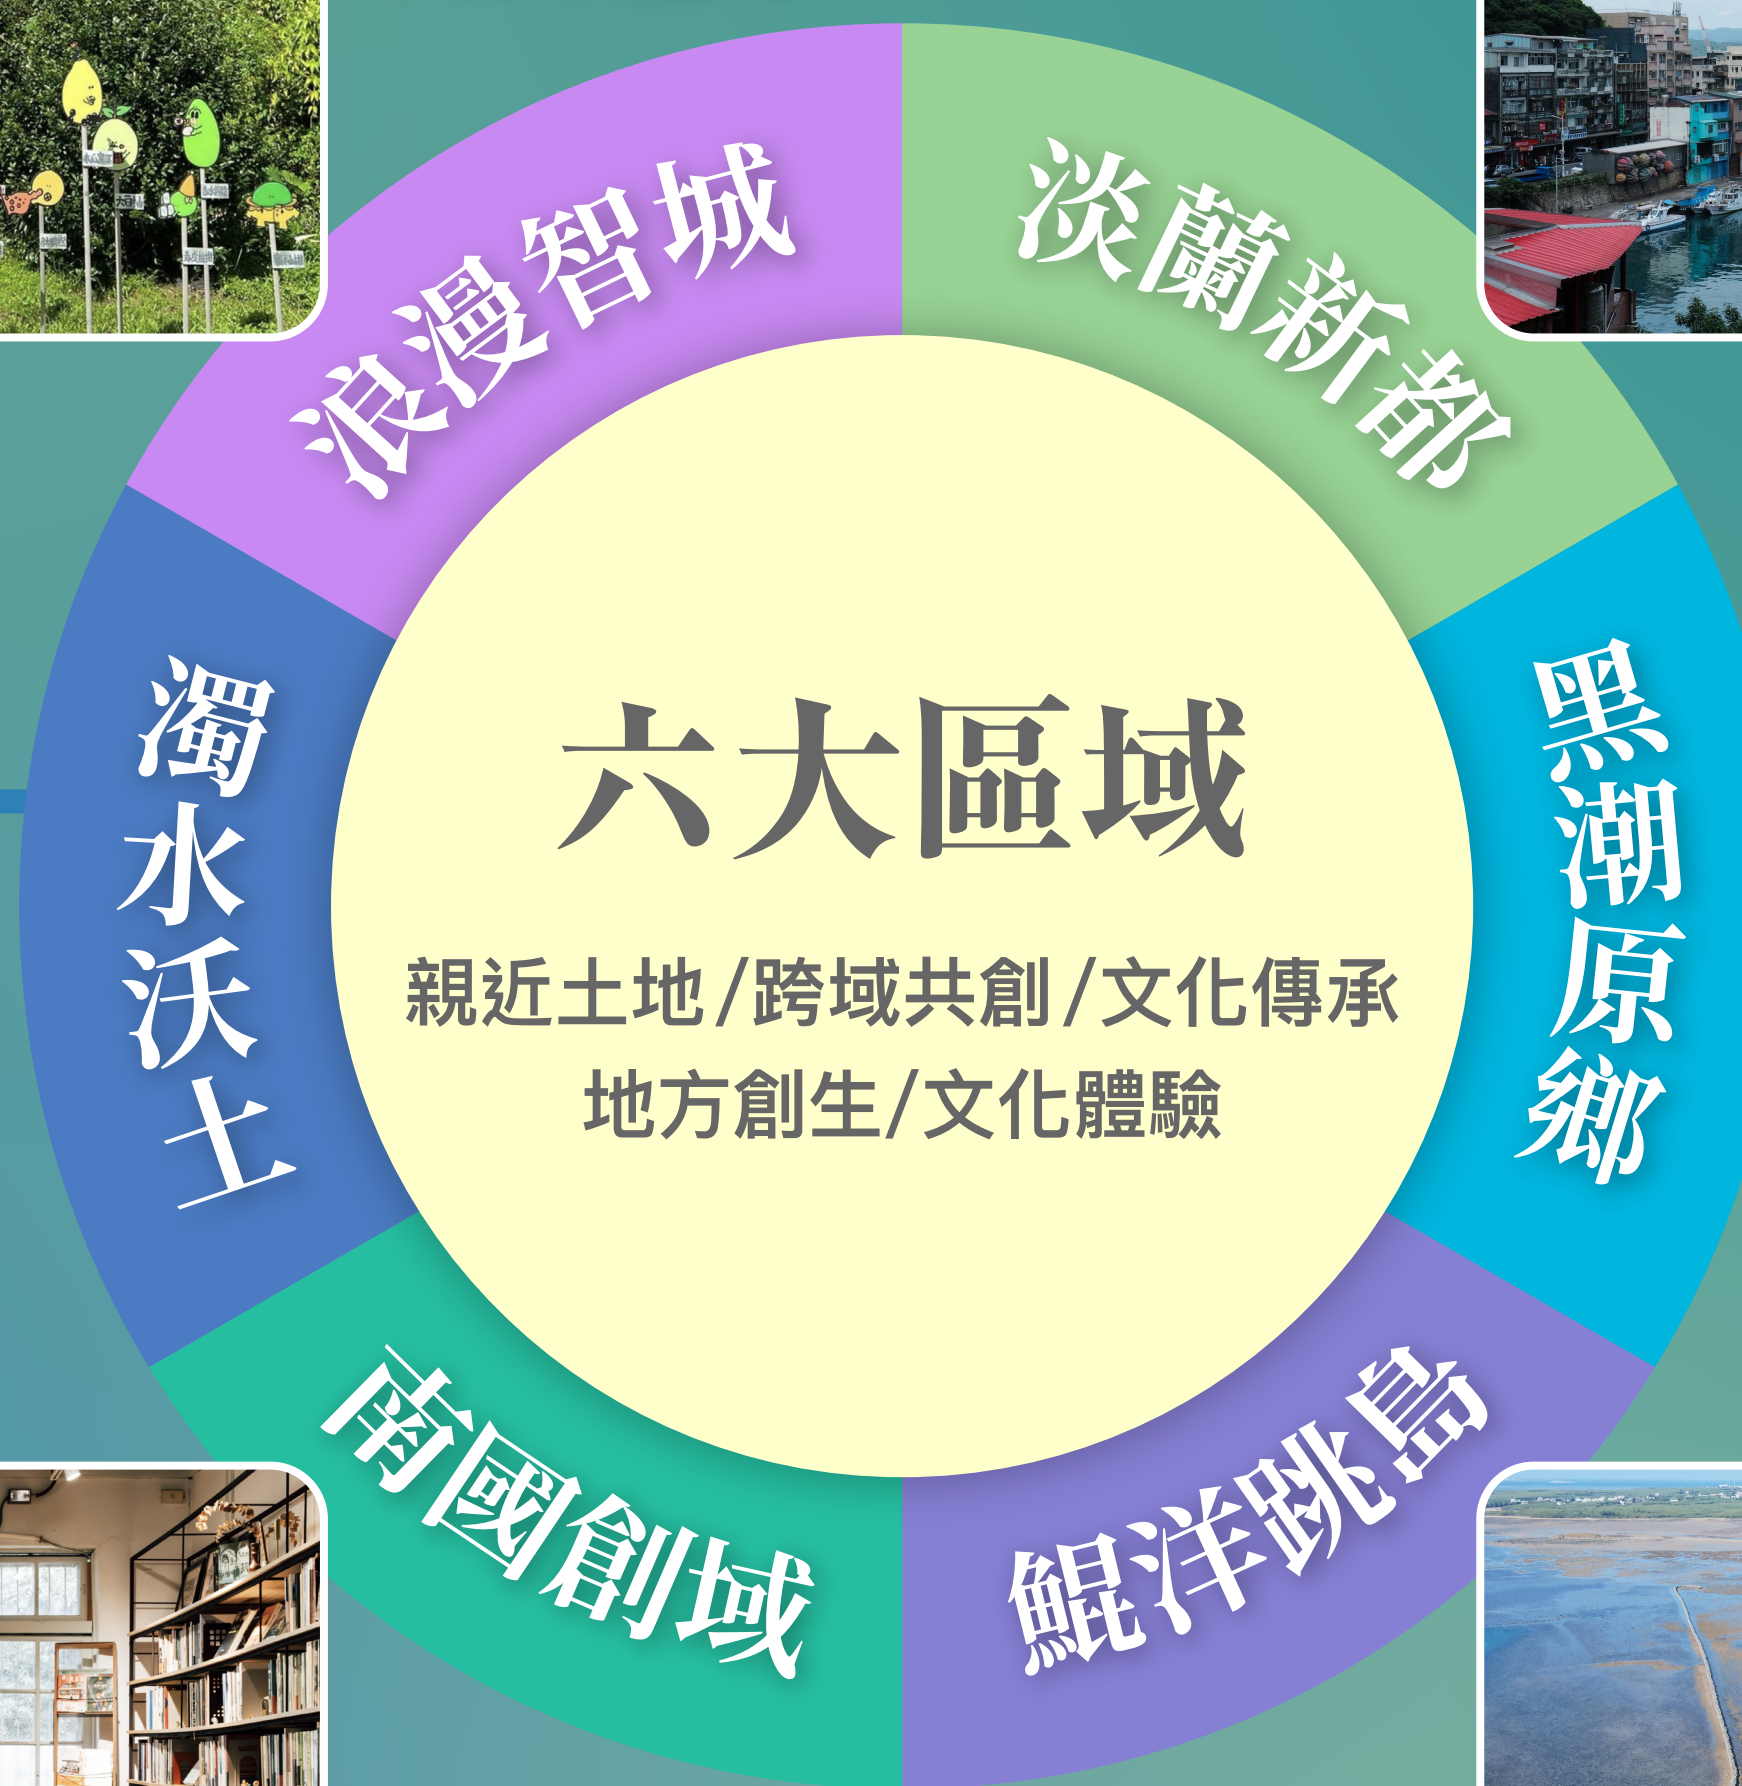 浪漫智城
淡蘭新都
濁水沃土
黑潮原鄉
六大區域
親近土地/跨域共創/文化傳承
地方創生/文化體驗
南國創域
鯤洋跳島